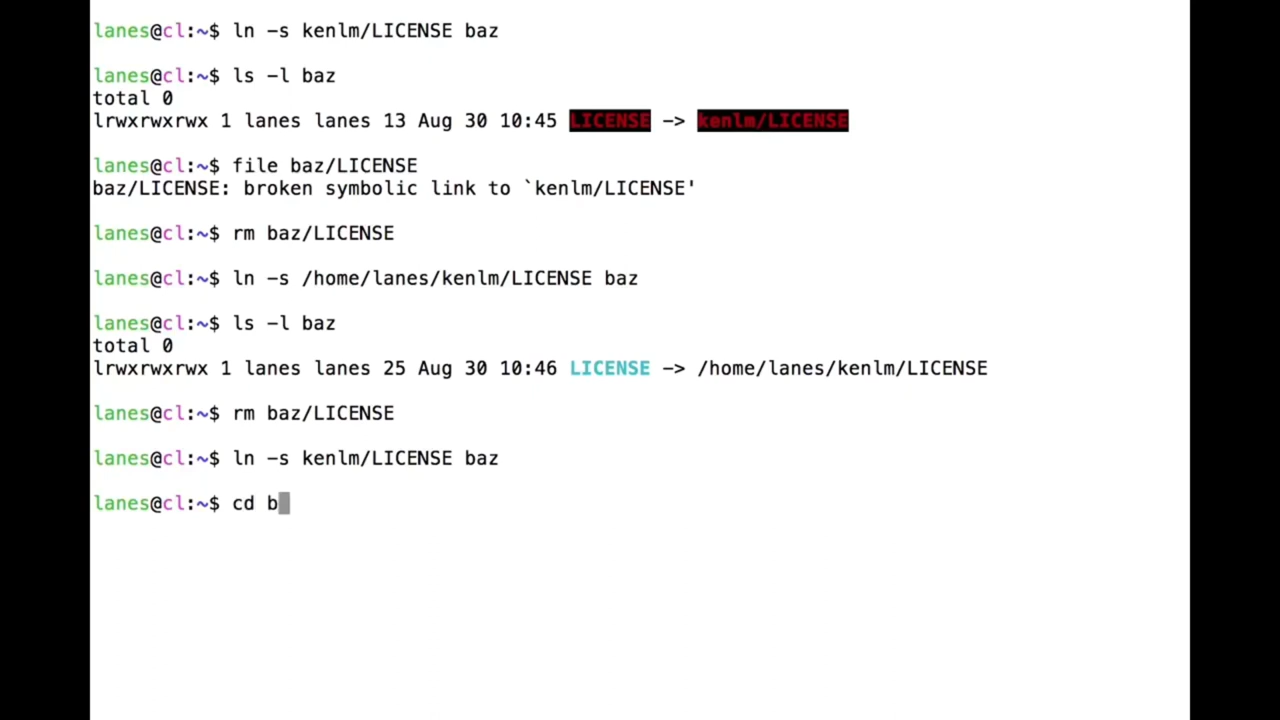 lanes@cl:~$ ln -s kenlm/LICENSE baz
lanes@cl:~$ ls -l baz
total 0
lrwxrwxrwx 1 lanes lanes 13 Aug 30 10:45 LICENSE -> kenlm/LICENSE
lanes@cl:~$ file baz/LICENSE
baz/LICENSE: broken symbolic link to `kenlm/LICENSE'
lanes@cl:~$ rm baz/LICENSE
lanes@cl:~$ ln -s /home/lanes/kenlm/LICENSE baz
lanes@cl:~$ ls -l baz
total 0
lrwxrwxrwx 1 lanes lanes 25 Aug 30 10:46 LICENSE -> /home/lanes/kenlm/LICENSE
lanes@cl:~$ rm baz/LICENSE
lanes@cl:~$ ln -s kenlm/LICENSE baz
lanes@cl:~$ cd b